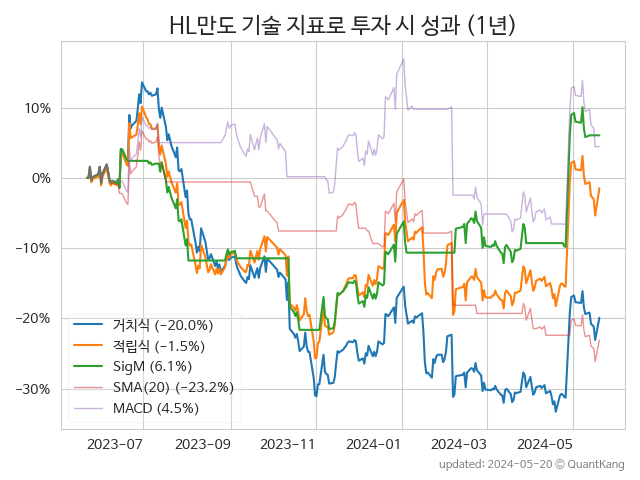 HL만도 기술 지표로 투자 시 성과 (1년)
10%
0%
−10%
−20%
−30%
거치식 (−20.0%)
적립식 (−1.5%)
SigM (6.1%)
SMA(20) (−23.2%)
MACD (4.5%)
2023−07 2023−09 2023−11 2024−01 2024−03 2024−05
updated: 2024−05−20 © QuantKang